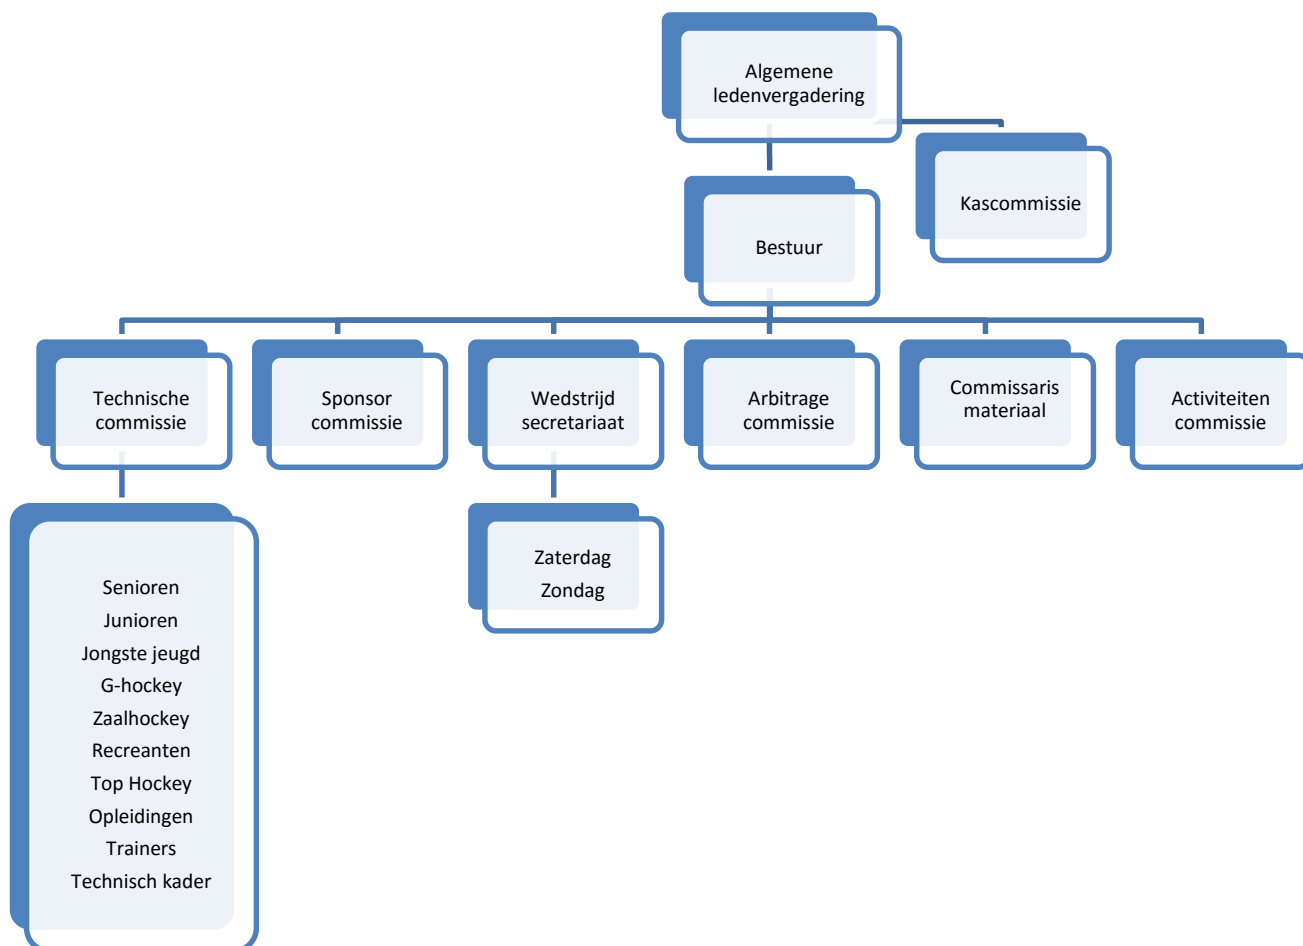 Algemene
ledenvergadering
Kascommissie
Bestuur
Technische
commissie
Sponsor
commissie
Wedstrijd
secretariaat
Arbitrage
commissie
Commissaris
materiaal
Activiteiten
commissie
Senioren
Junioren
Jongste jeugd
G-hockey
Zaalhockey
Recreanten
Top Hockey
Opleidingen
Trainers
Technisch kader
Zaterdag
Zondag